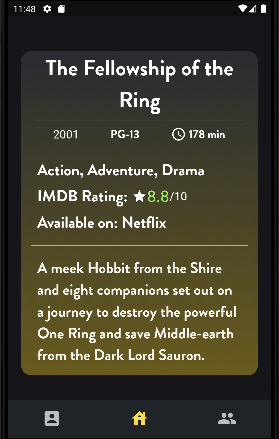 11:48
The Fellowship of the
Ring
2001 PG-13 178 min
Action, Adventure, Drama
IMDB Rating: 8.8/10
Available on: Netflix
A meek Hobbit from the Shire
and eight companions set out on
a journey to destroy the powerful
One Ring and save Middle-earth
from the Dark Lord Sauron.